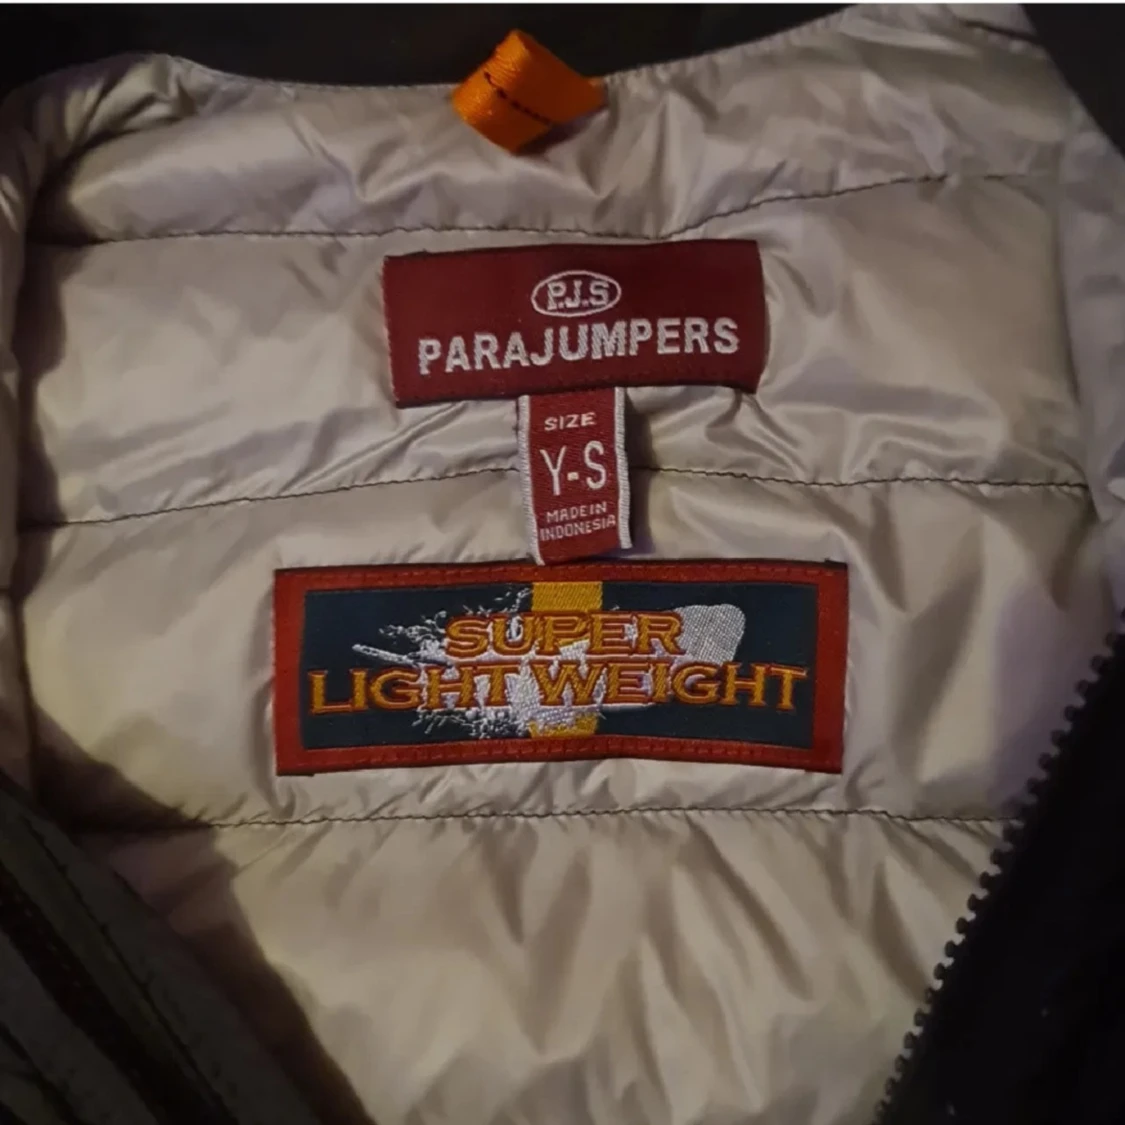 P.J.S
PARAJUMPERS
SIZE
Y-S
MADE IN
INDONESIA
SUPER
LIGHT WEIGHT